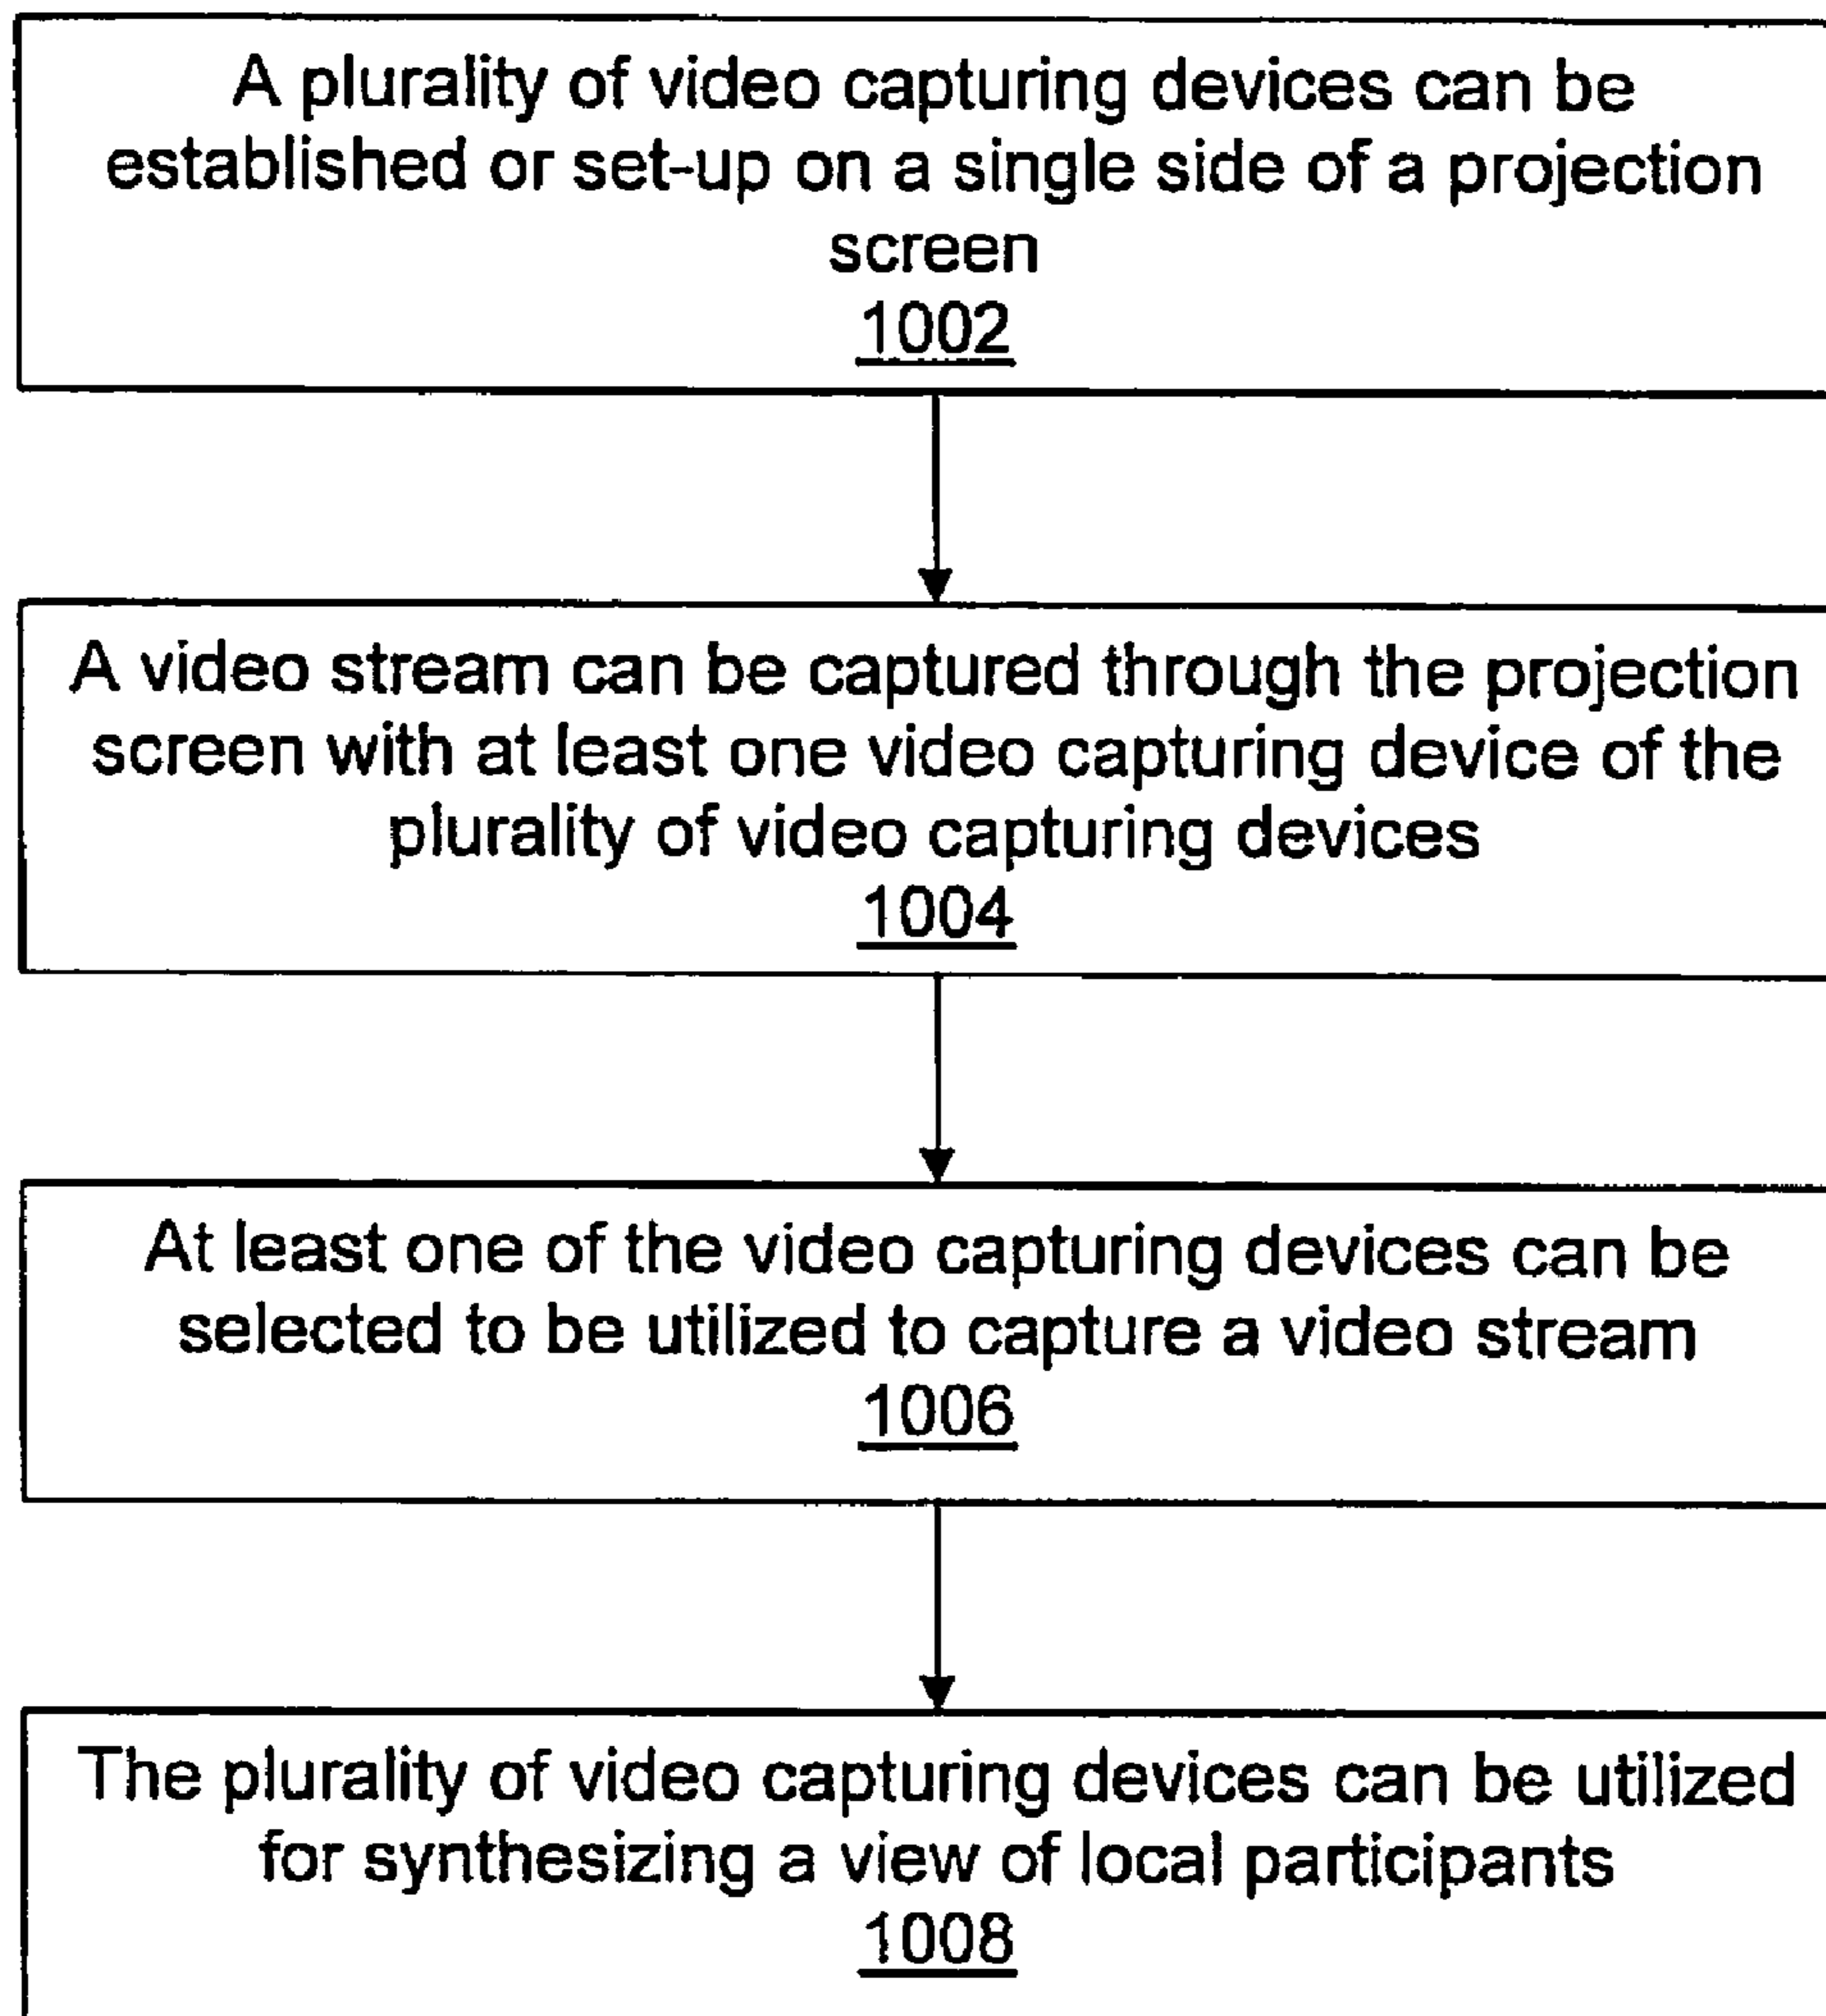 A plurality of video capturing devices can be
established or set-up on a single side of a projection
screen
1002
A video stream can be captured through the projection
screen with at least one video capturing device of the
plurality of video capturing devices
1004
At least one of the video capturing devices can be
selected to be utilized to capture a video stream
1006
The plurality of video capturing devices can be utilized
for synthesizing a view of local participants
1008